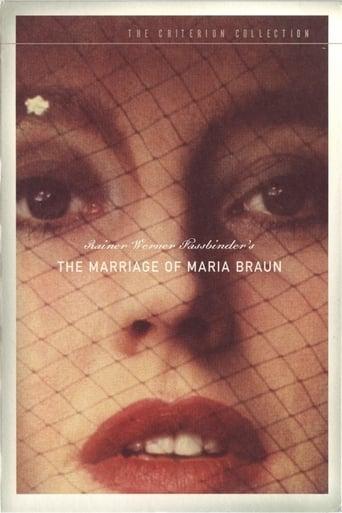 THE CRITERION COLLECTION
Rainer Werner Fassbinder's
THE MARRIAGE OF MARIA BRAUN